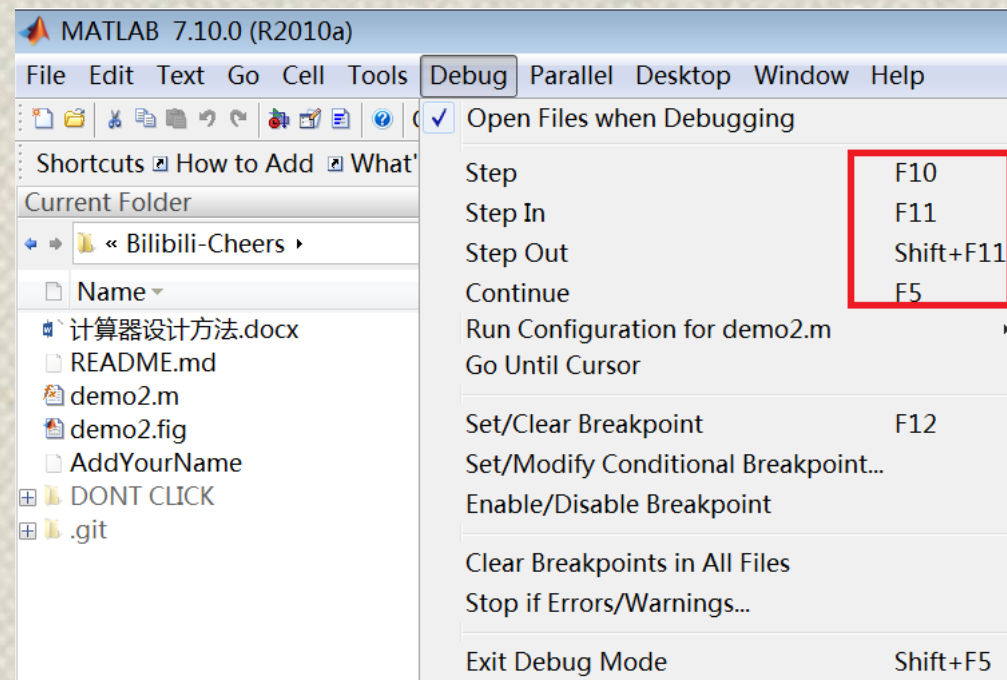 MATLAB 7.10.0 (R2010a)
File Edit Text Go Cell Tools Debug Parallel Desktop Window Help
Open Files when Debugging
Shortcuts How to Add What'
Step F10
Current Folder
Step In F11
« Bilibili-Cheers
Step Out Shift+F11
Name
Continue F5
计算器设计方法.docx
Run Configuration for demo2.m
README.md
Go Until Cursor
demo2.m
demo2.fig
Set/Clear Breakpoint F12
AddYourName
Set/Modify Conditional Breakpoint...
DONT CLICK
Enable/Disable Breakpoint
.git
Clear Breakpoints in All Files
Stop if Errors/Warnings...
Exit Debug Mode Shift+F5